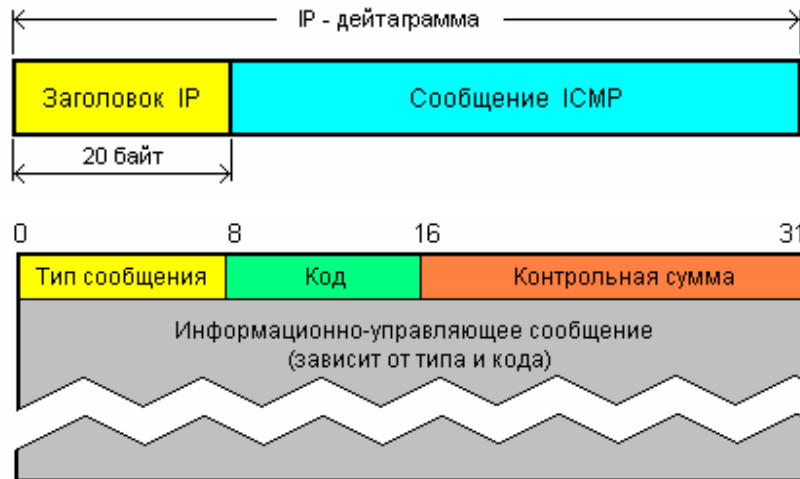 IP - дейтаграмма
Заголовок IP
Сообщение ICMP
20 байт
0 8 16 31
Тип сообщения Код Контрольная сумма
Информационно-управляющее сообщение
(зависит от типа и кода)